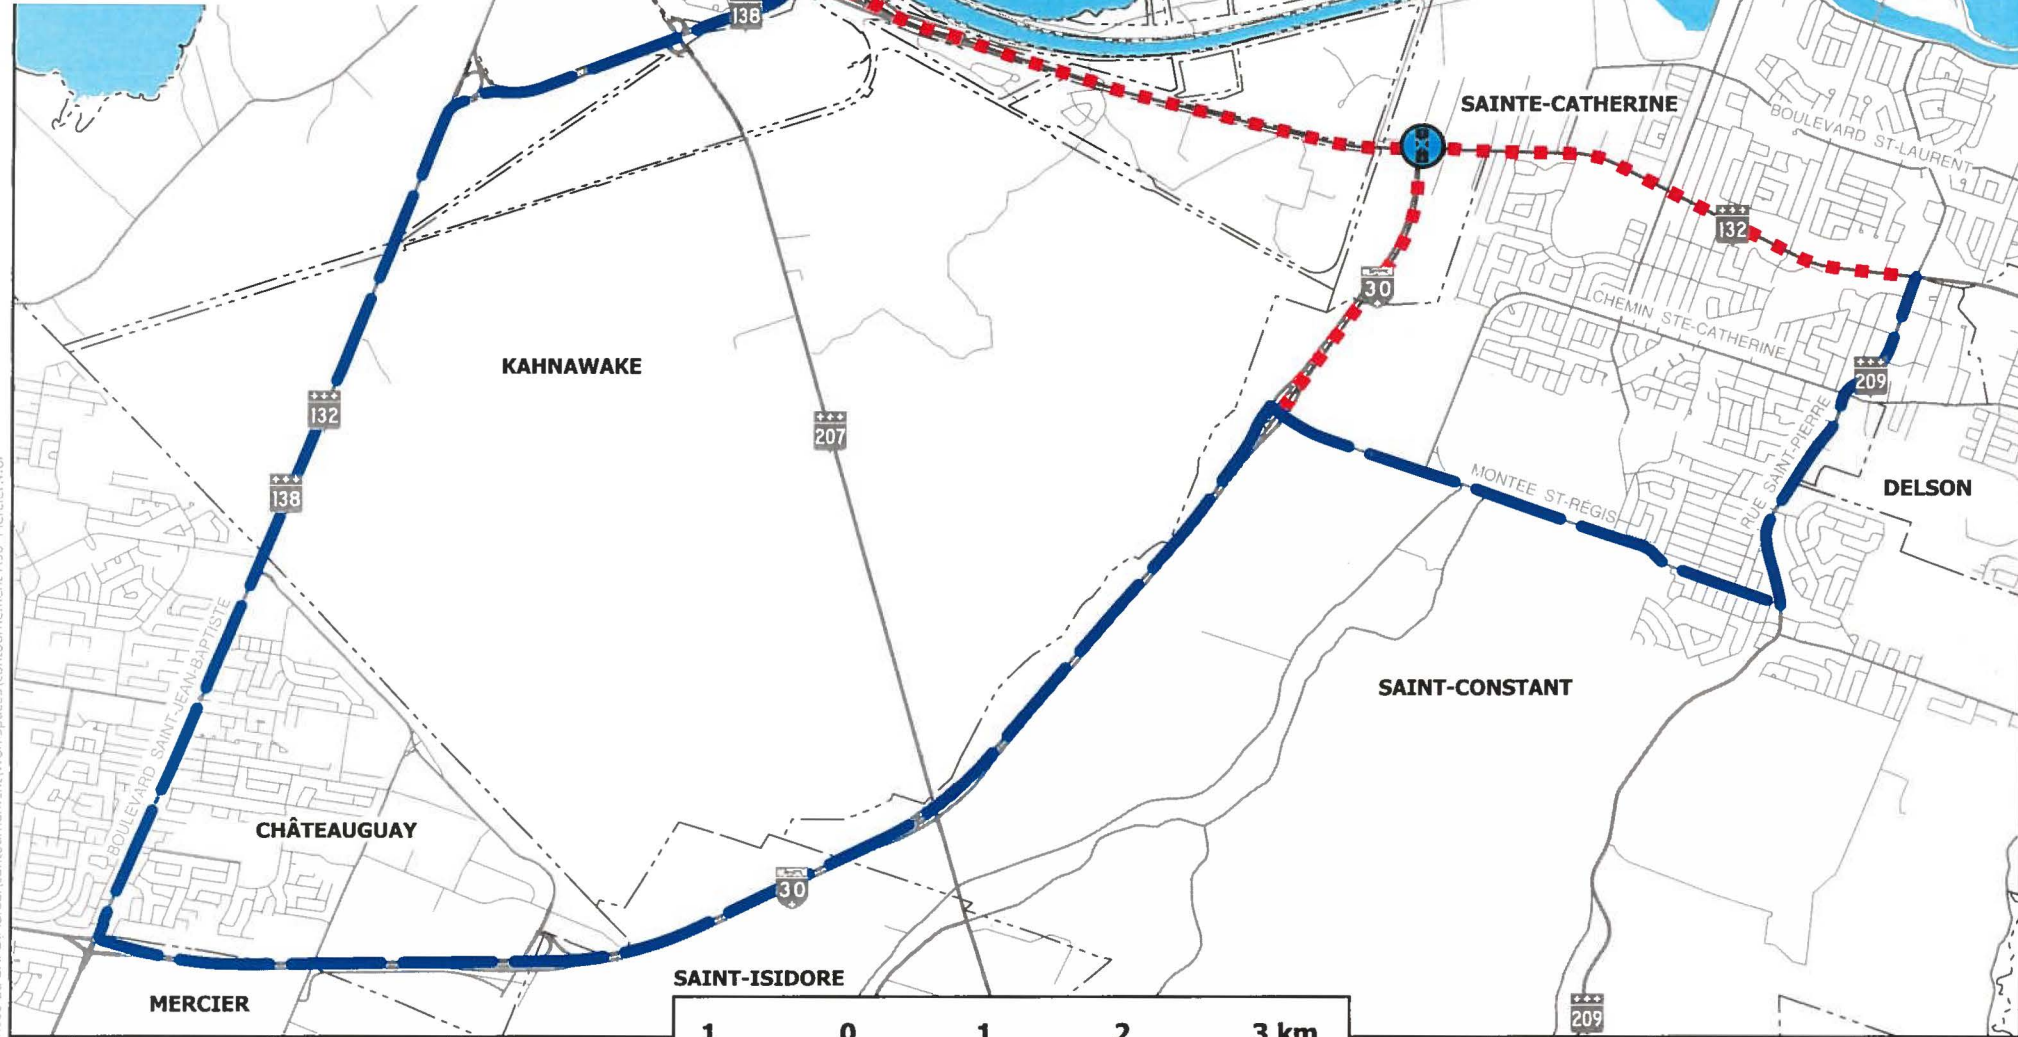 138
SAINTE-CATHERINE
BOULEVARD ST-LAURENT
132
30
CHEMIN STE-CATHERINE
KAHNAWAKE
209
132
207
RUE SAINT-PIERRE
138
MONTÉE ST-RÉGIS
DELSON
BOULEVARD SAINT-JEAN-BAPTISTE
SAINT-CONSTANT
CHÂTEAUGUAY
30
SAINT-ISIDORE
MERCIER
209
1 0 1 2 3 km